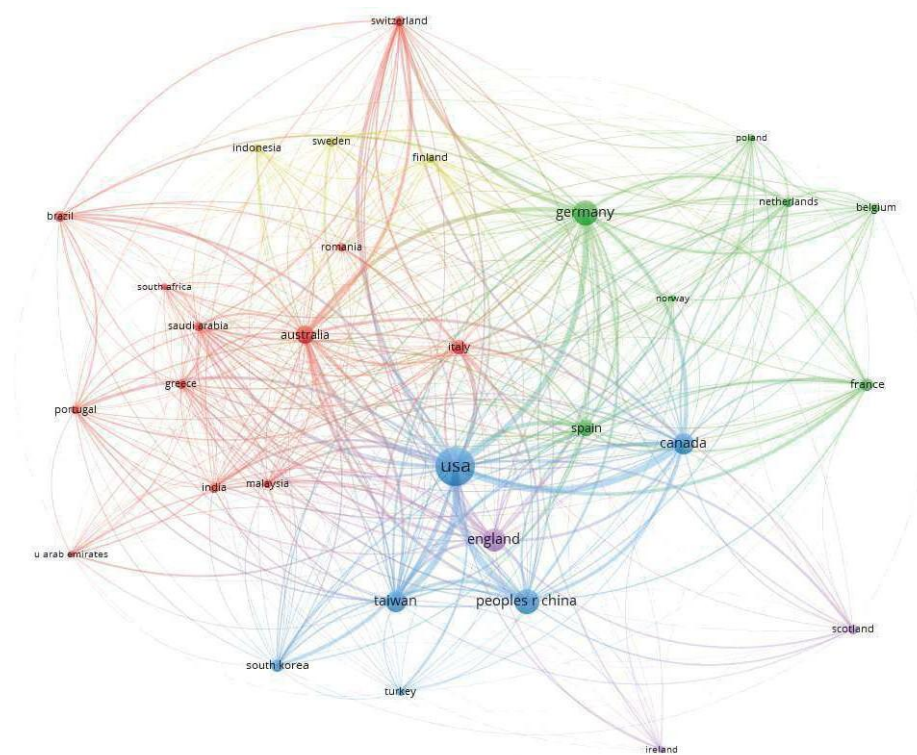 switzerland
poland
sweden
indonesia
finland
netherlands
belgium
germany
brazil
romania
south africa
norway
saudi arabia
australia
italy
greece
france
portugal
spain
canada
usa
malaysia
india
england
u arab emirates
taiwan
peoples r china
scotland
south korea
turkey
ireland